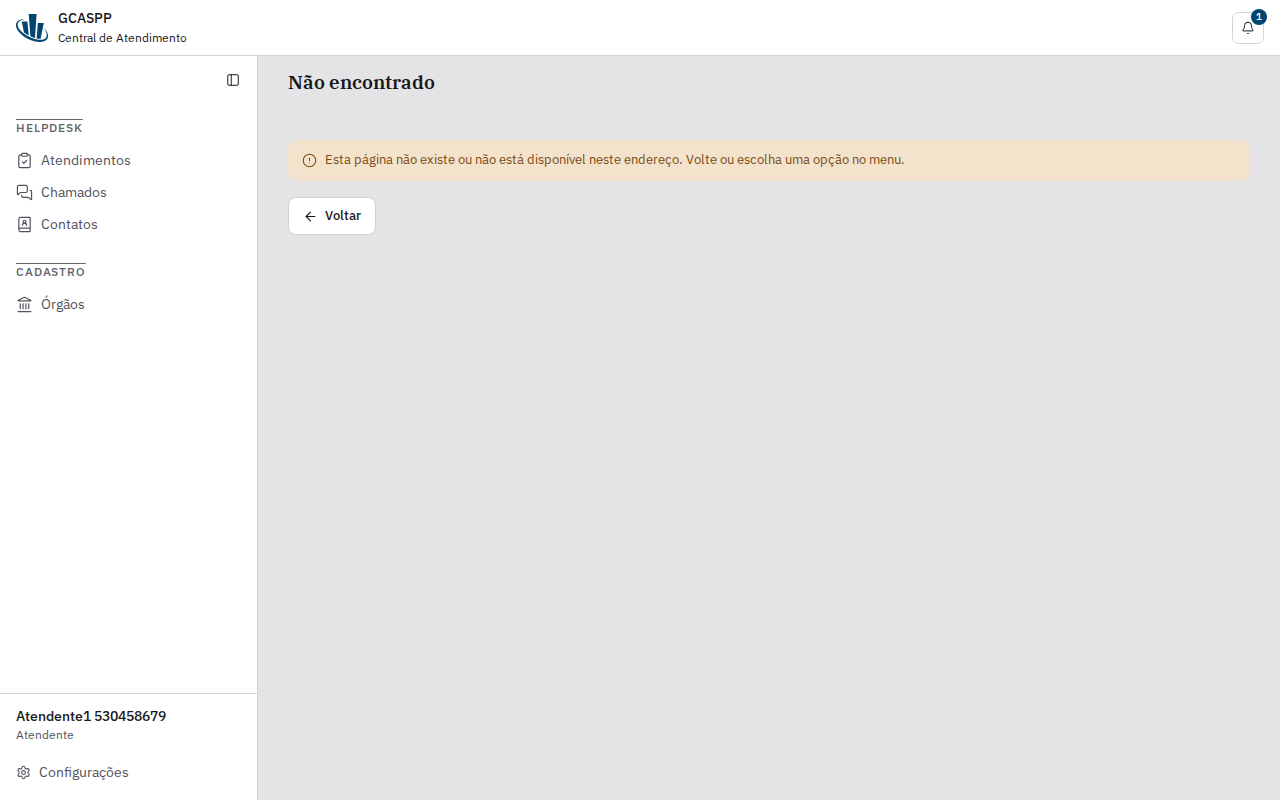 GCASPP
Central de Atendimento
1
HELPDESK
Atendimentos
Chamados
Contatos
CADASTRO
Órgãos
Atendente1 530458679
Atendente
Configurações
Não encontrado
Esta página não existe ou não está disponível neste endereço. Volte ou escolha uma opção no menu.
Voltar